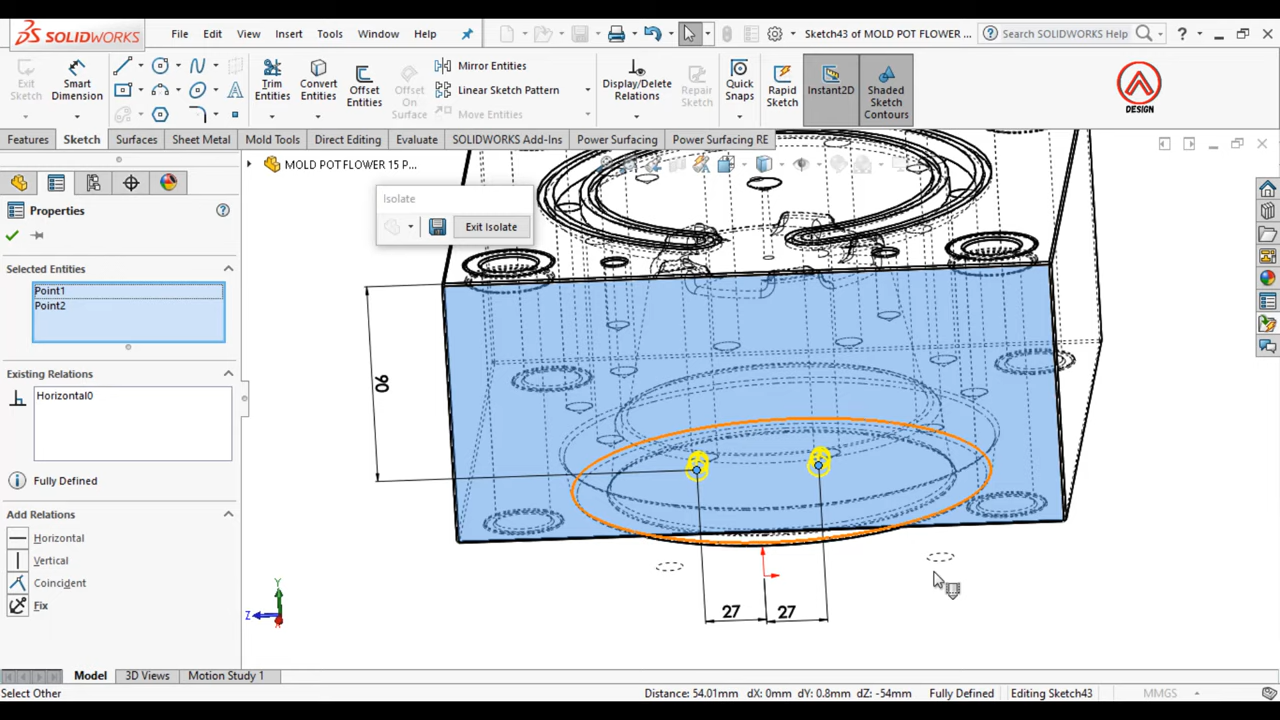 SOLIDWORKS
File Edit View Insert Tools Window Help
Sketch43 of MOLD POT FLOWER ...
Search SOLIDWORKS
Exit Sketch
Smart Dimension
Trim Entities
Convert Entities
Offset Entities
Offset On Surface
Mirror Entities
Linear Sketch Pattern
Move Entities
Display/Delete Relations
Repair Sketch
Quick Snaps
Rapid Sketch
Instant2D
Shaded Sketch Contours
DESIGN
Features Sketch Surfaces Sheet Metal Mold Tools Direct Editing Evaluate SOLIDWORKS Add-Ins Power Surfacing Power Surfacing RE
MOLD POT FLOWER 15 P...
Isolate
Exit Isolate
Properties
Selected Entities
Point1
Point2
Existing Relations
Horizontal0
Fully Defined
Add Relations
Horizontal
Vertical
Coincident
Fix
90
27 27
Y
Z
Model 3D Views Motion Study 1
Select Other
Distance: 54.01mm dX: 0mm dY: 0.8mm dZ: -54mm Fully Defined Editing Sketch43 MMGS